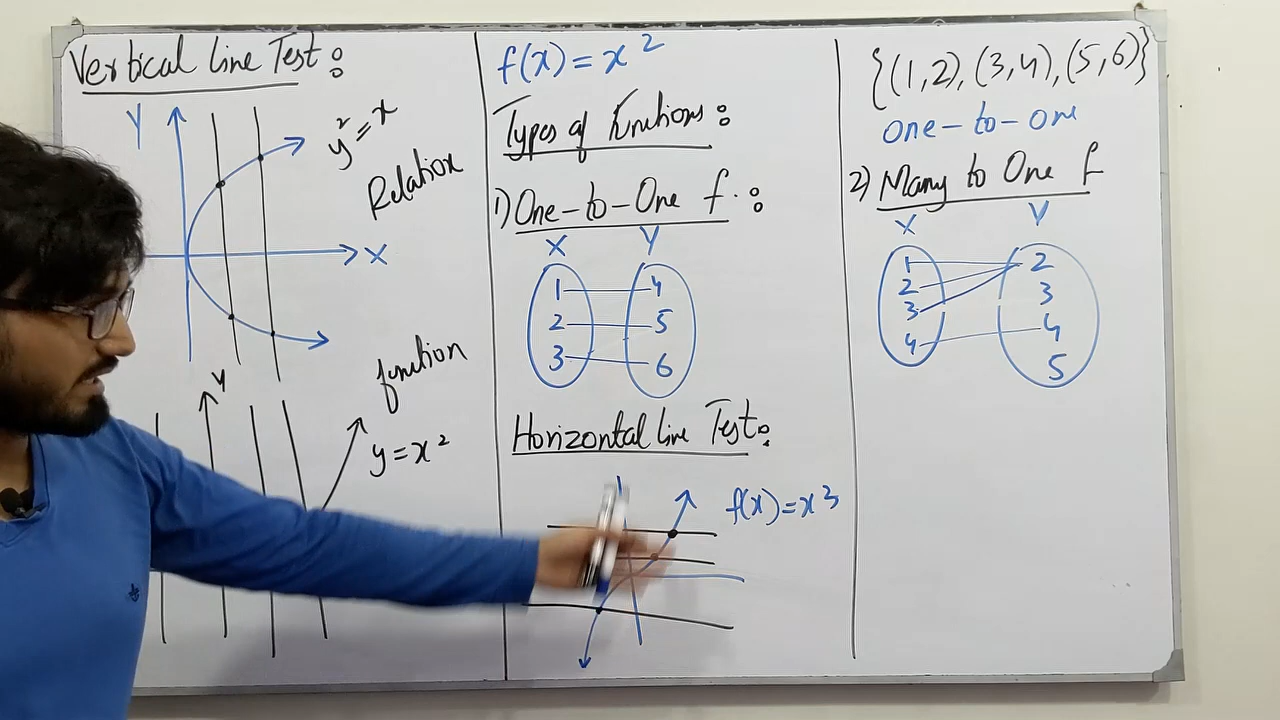 Vertical Line Test:
Y
y²=x
Relation
X
y
function
y=x²
f(x)=x²
Types of Functions:
1) One-to-One f.:
X Y
1 4
2 5
3 6
Horizontal Line Test:
f(x)=x³
{(1,2),(3,4),(5,6)}
one-to-one
2) Many to One f
X Y
1 2
2 3
3 4
4 5